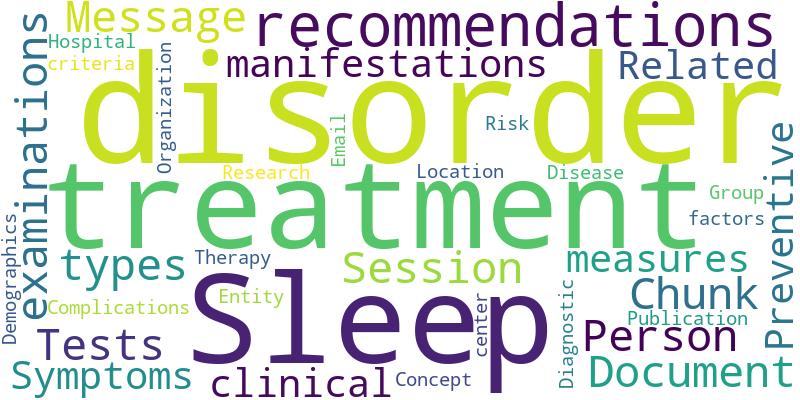 Message
recommendations
Hospital
criteria
Organization
manifestations
Related
examinations
disorder
Email
Risk
Research
Location
Disease
treatment
Group
factors
Preventive
Demographics
types
Therapy
Session
measures
Entity
Sleep
center
Diagnostic
Chunk
Complications
Publication
Tests
Person
Symptoms
clinical
Concept
Document